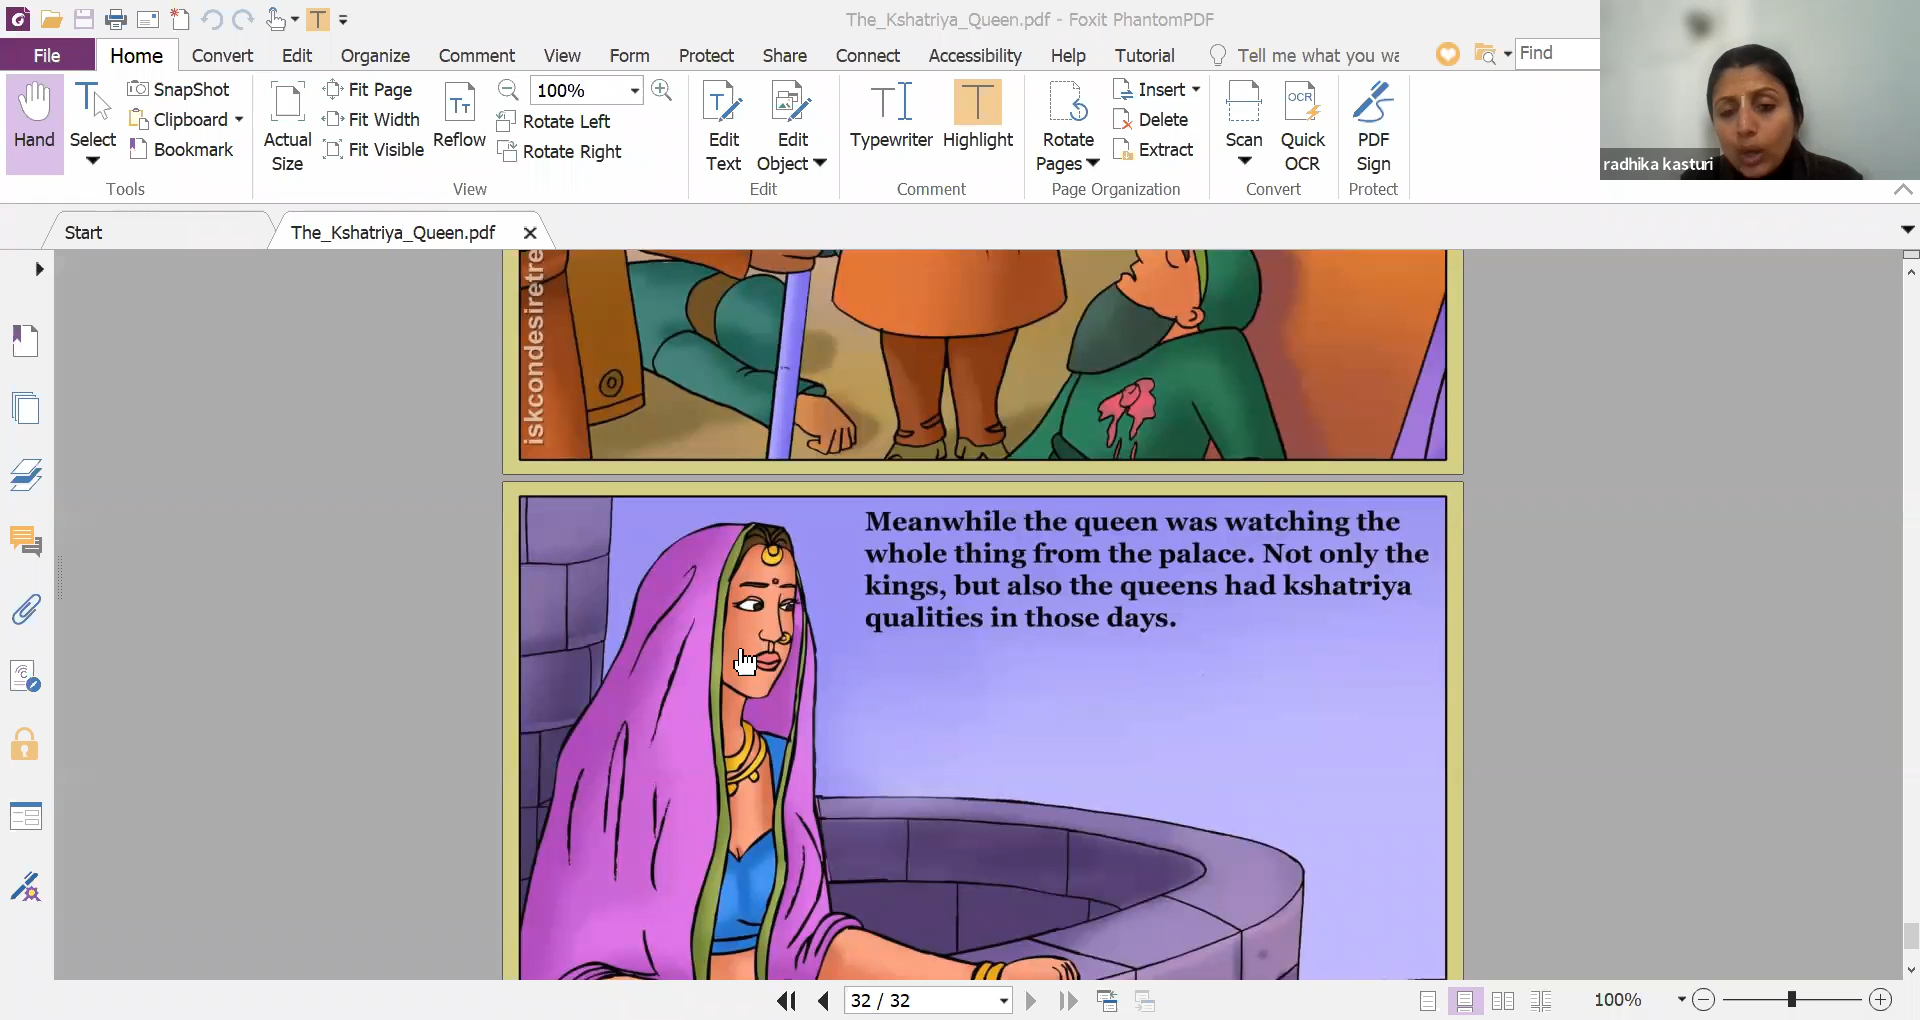 The_Kshatriya_Queen.pdf - Foxit PhantomPDF
File Home Convert Edit Organize Comment View Form Protect Share Connect Accessibility Help Tutorial Tell me what you wa Find
Hand
Select
SnapShot
Clipboard
Bookmark
Tools
Actual Size
Fit Page
Fit Width
Fit Visible
Reflow
100%
Rotate Left
Rotate Right
View
Edit Text
Edit Object
Edit
Typewriter
Highlight
Comment
Rotate Pages
Insert
Delete
Extract
Page Organization
Scan
Quick OCR
Convert
PDF Sign
Protect
radhika kasturi
Start
The_Kshatriya_Queen.pdf
iskcondesiretre
Meanwhile the queen was watching the
whole thing from the palace. Not only the
kings, but also the queens had kshatriya
qualities in those days.
32 / 32
100%